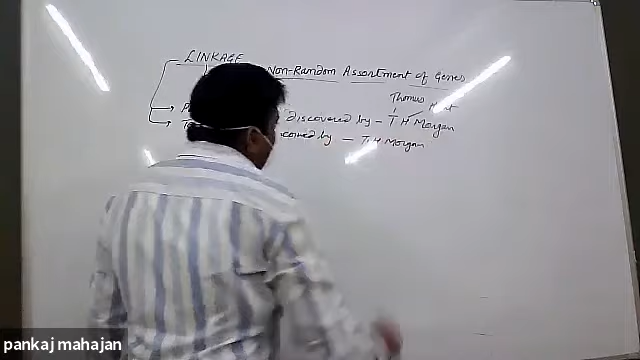 LINKAGE
Non-Random Assortment of Genes
Thomas Hunt
discovered by - T H Morgan
coined by - T. H. Morgan
pankaj mahajan